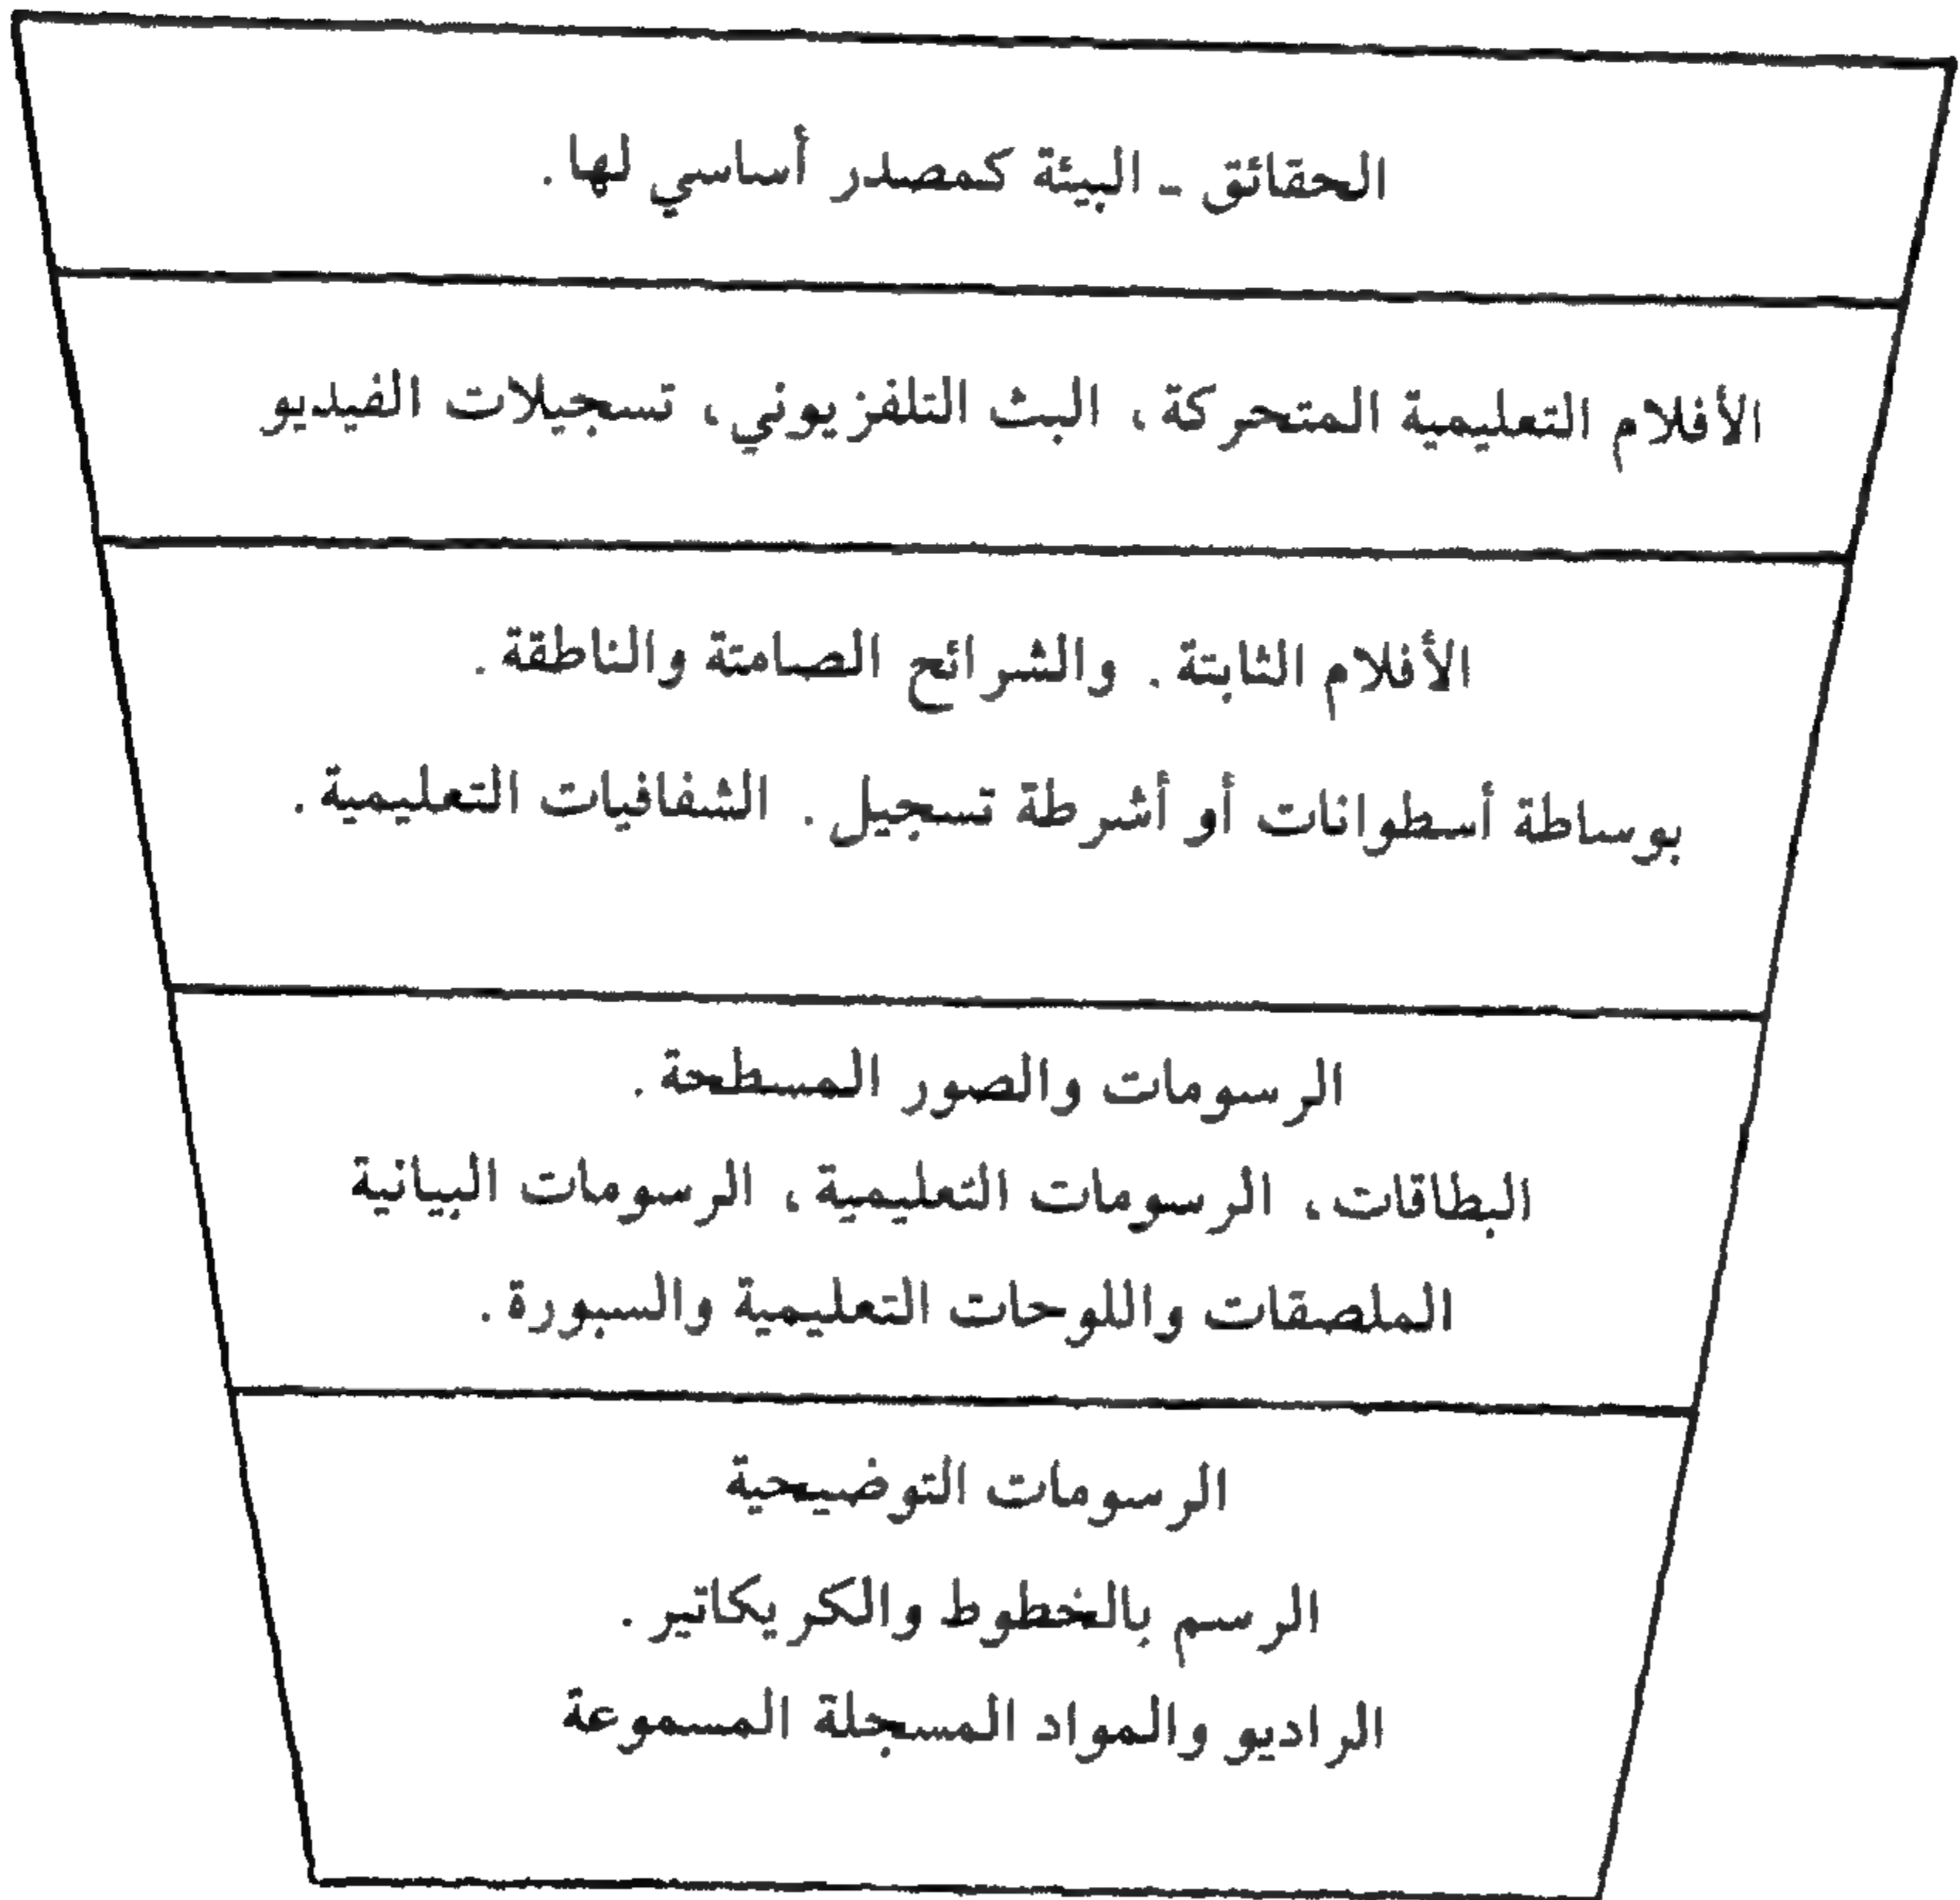 الحقائق - البيئة كمصدر أساسي لها.
الأفلام التعليمية المتحركة، البث التلفزيوني، تسجيلات الفيديو
الأفلام الثابتة. والشرائح الصامتة والناطقة.
بوساطة أسطوانات أو أشرطة تسجيل. الشفافيات التعليمية.
الرسومات والصور المسطحة.
البطاقات، الرسومات التعليمية، الرسومات البيانية
الملصقات واللوحات التعليمية والسبورة.
الرسومات التوضيحية
الرسم بالخطوط والكريكاتير.
الراديو والمواد المسجلة المسموعة